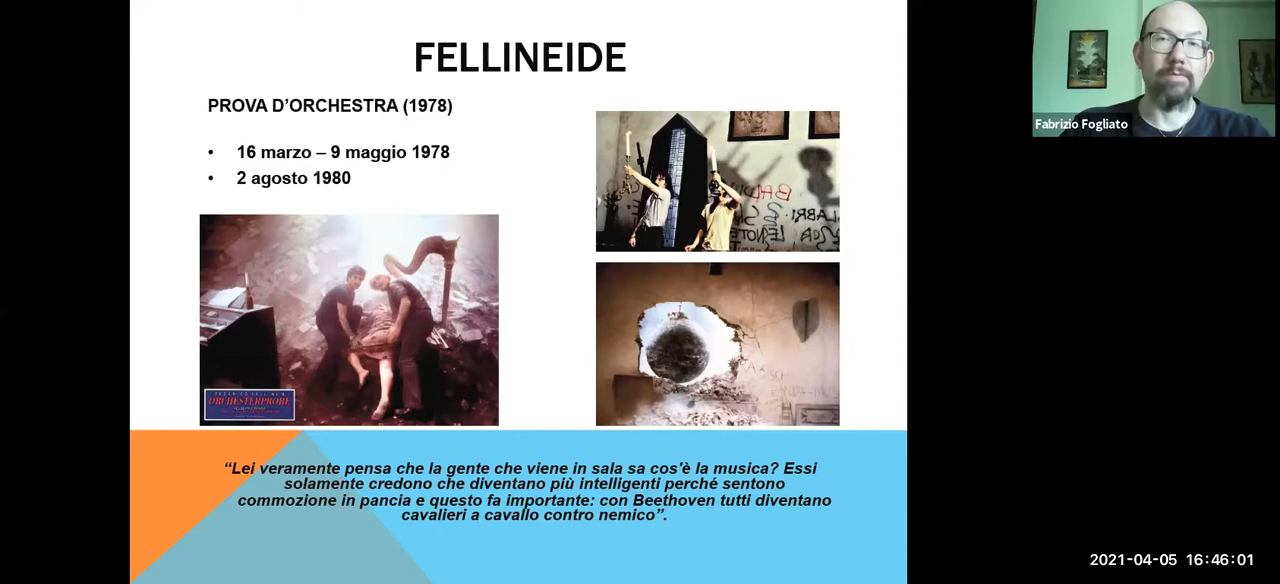 FELLINEIDE
PROVA D'ORCHESTRA (1978)
• 16 marzo – 9 maggio 1978
• 2 agosto 1980
ORCHESTERPROBE
“Lei veramente pensa che la gente che viene in sala sa cos'è la musica? Essi
solamente credono che diventano più intelligenti perché sentono
commozione in pancia e questo fa importante: con Beethoven tutti diventano
cavalieri a cavallo contro nemico”.
Fabrizio Fogliato
2021-04-05 16:46:01